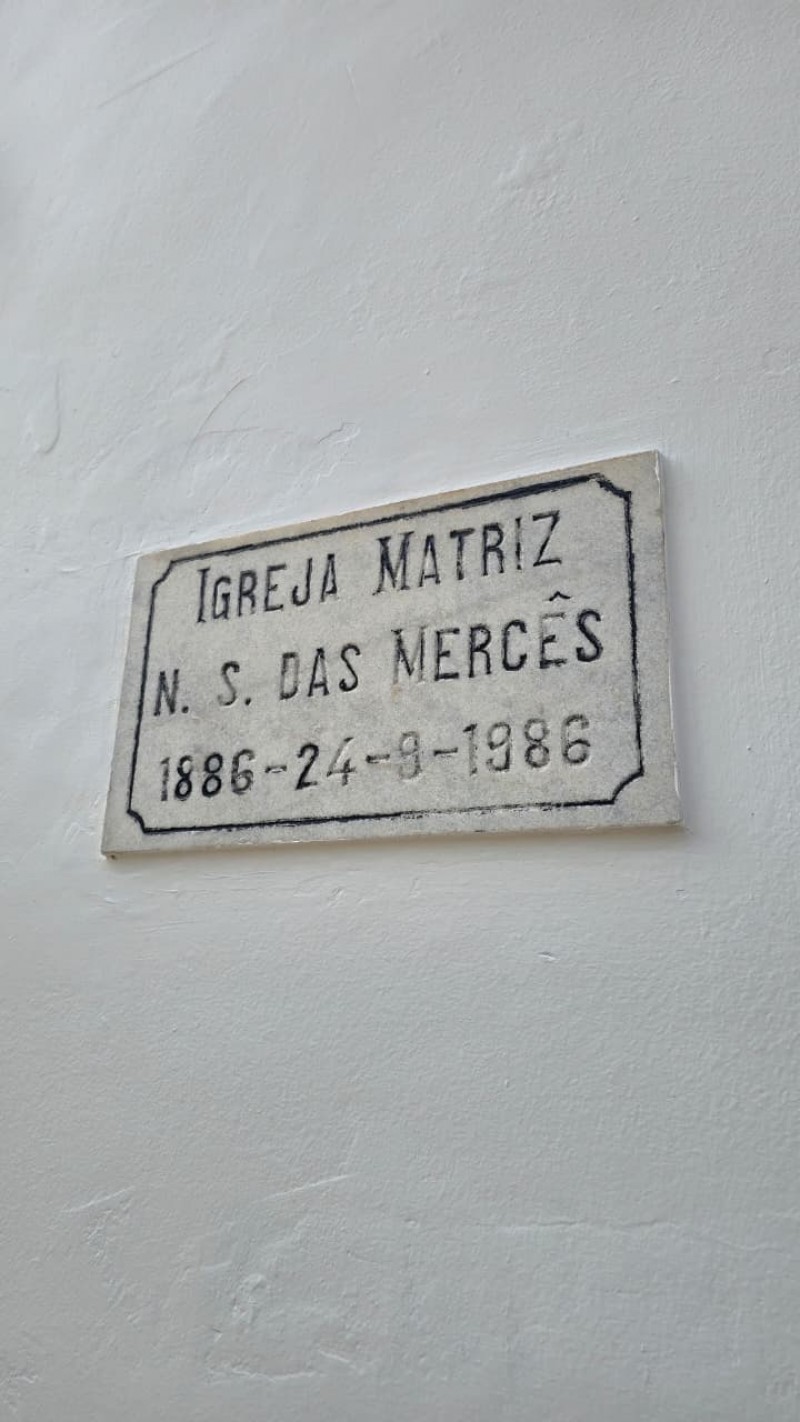 IGREJA MATRIZ
N. S. DAS MERCÊS
1886-24-9-1986